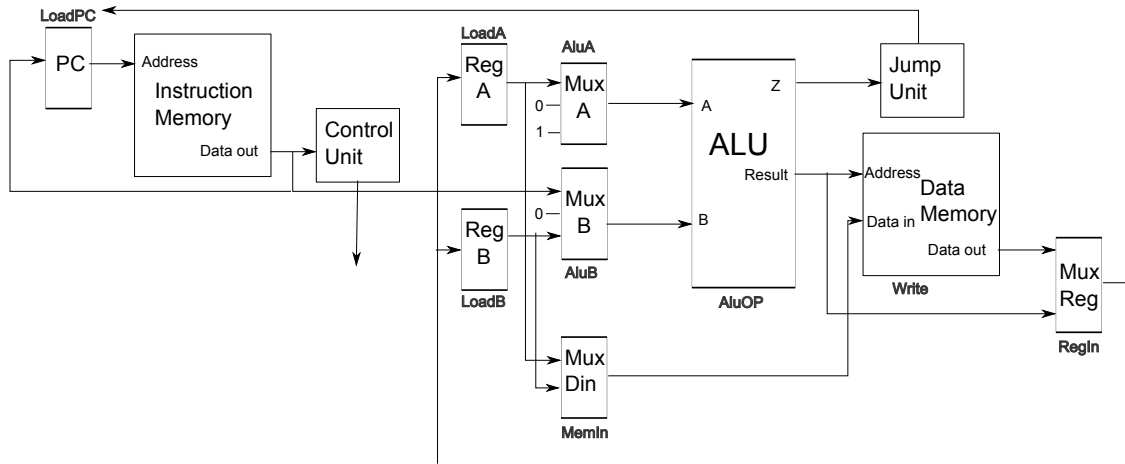 LoadPC
PC
Address
Instruction
Memory
Data out
Control
Unit
LoadA
Reg
A
AluA
Mux
A
0
1
Reg
B
LoadB
Mux
B
0
AluB
Mux
Din
MemIn
Z
A
ALU
Result
B
AluOP
Jump
Unit
Address
Data
Memory
Data in
Data out
Write
Mux
Reg
RegIn